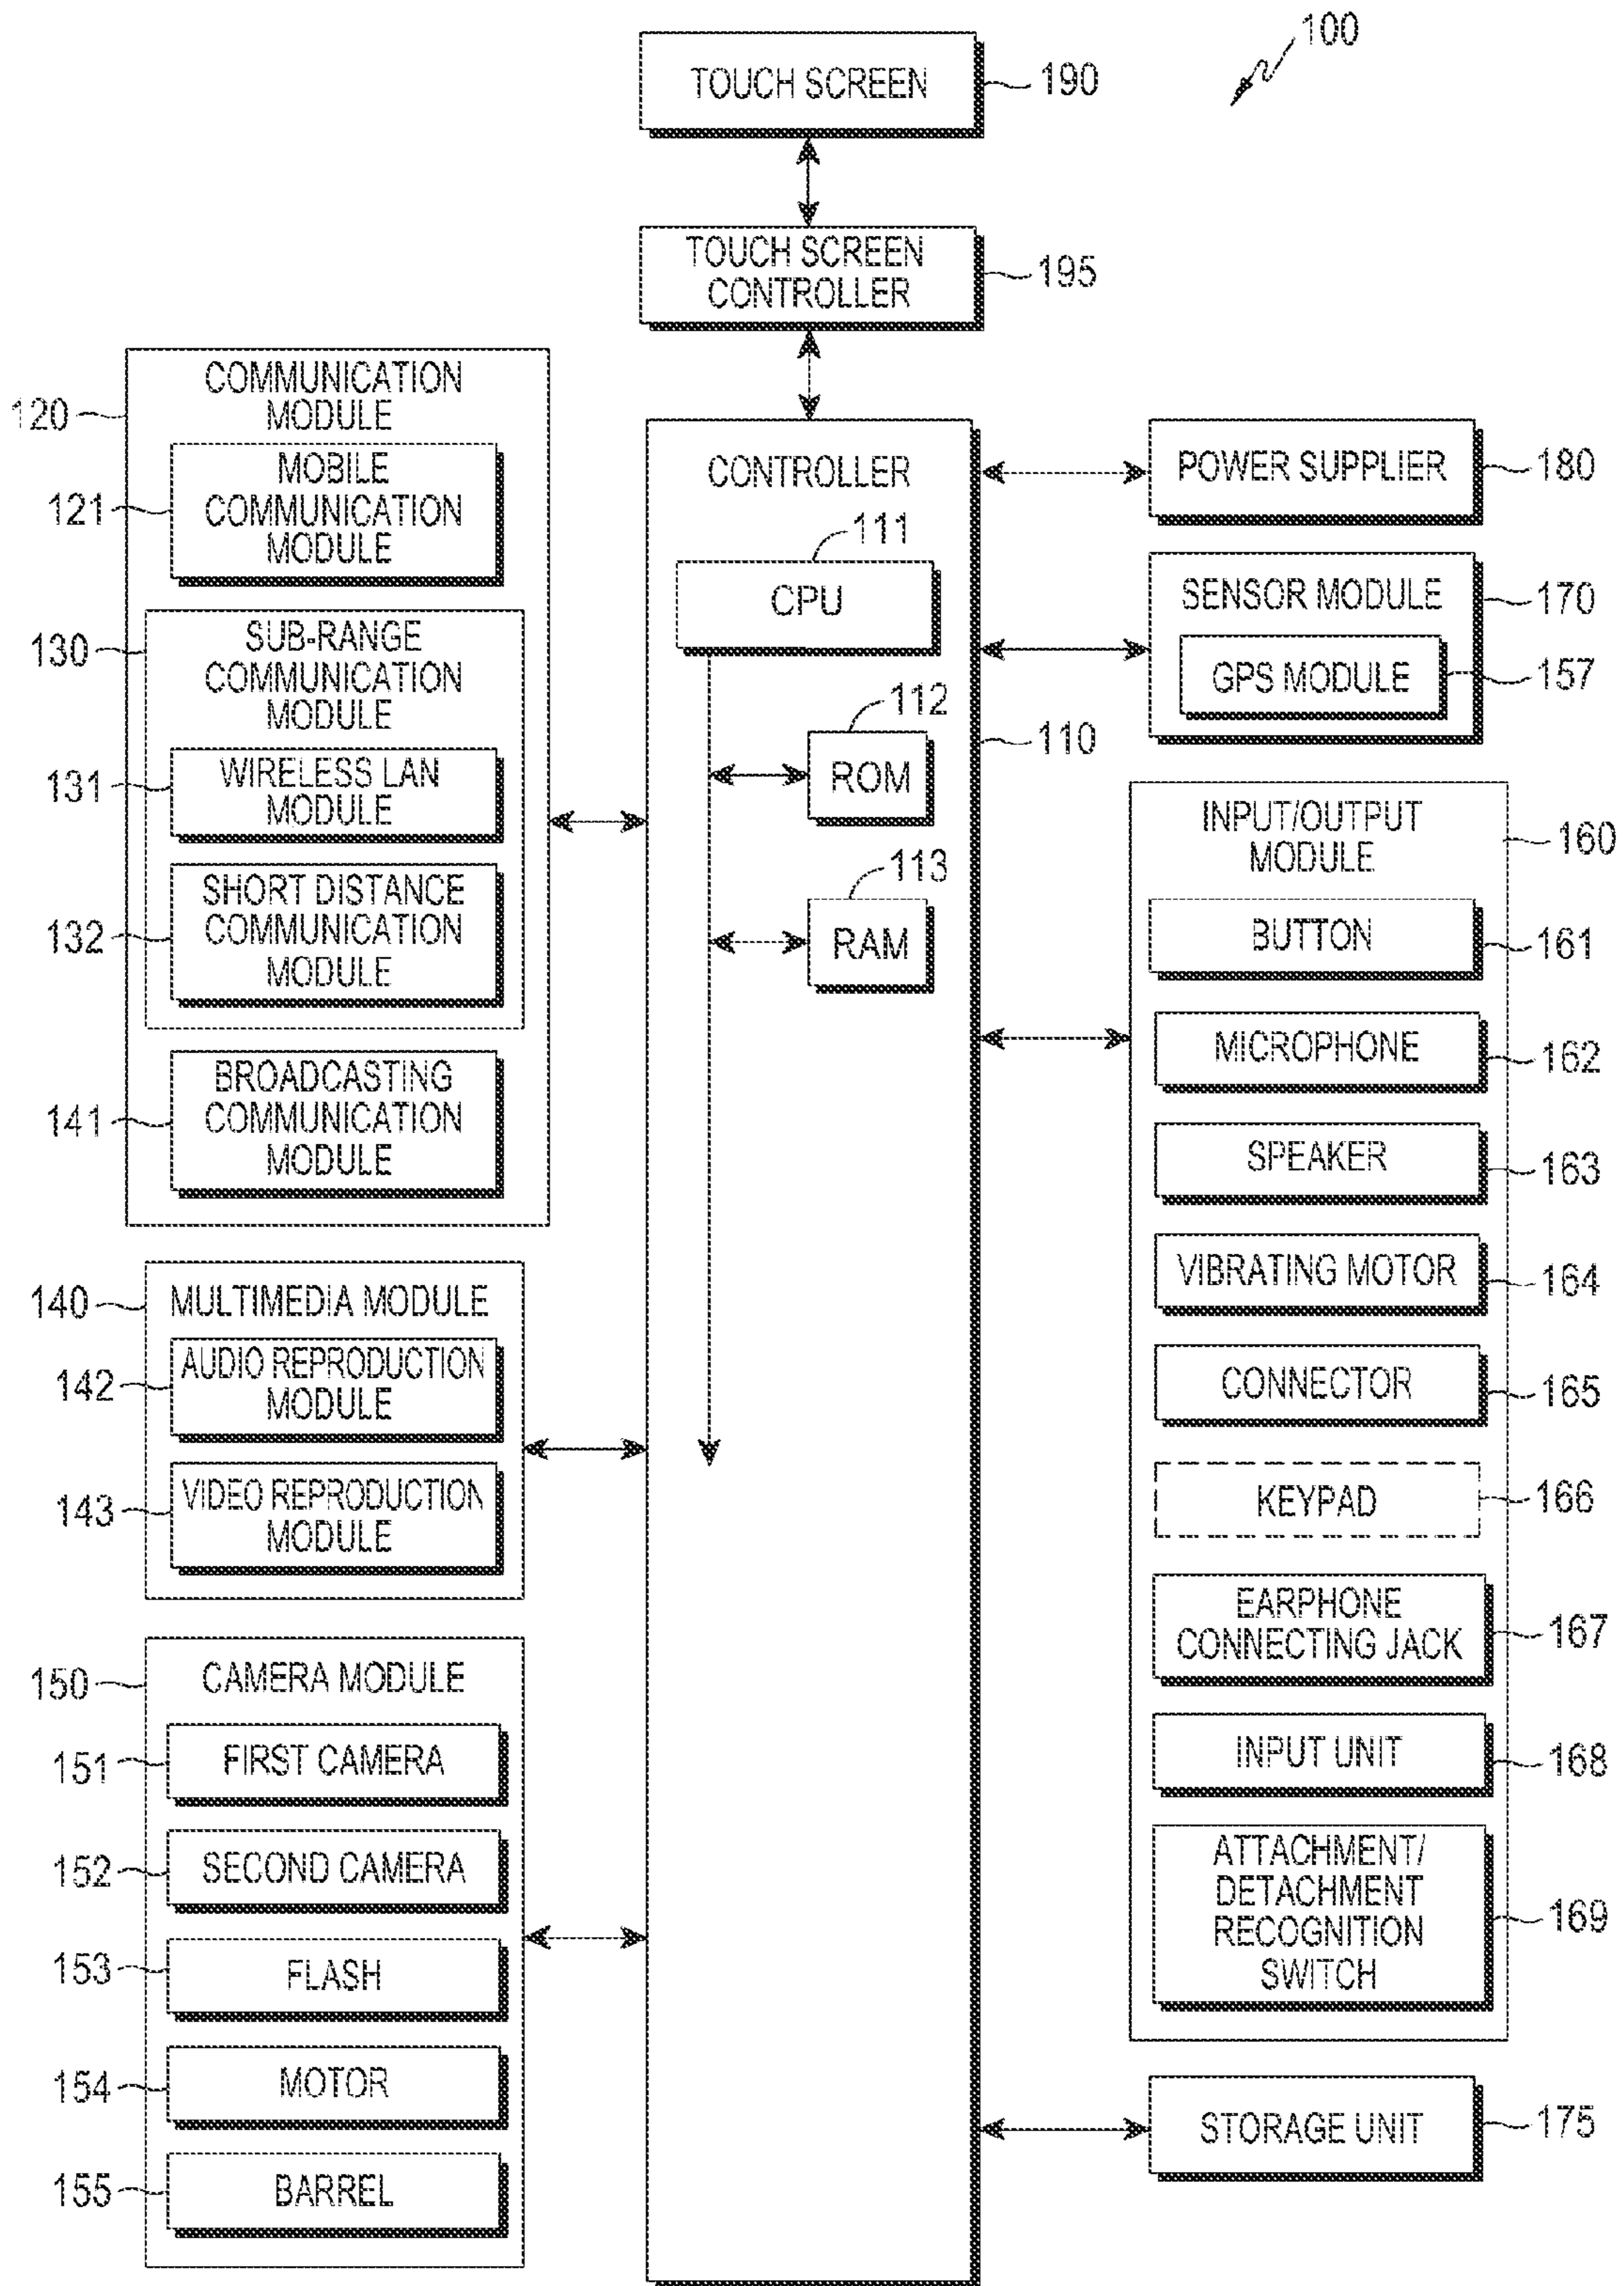 100
TOUCH SCREEN
190
TOUCH SCREEN
CONTROLLER
195
COMMUNICATION
MODULE
120
MOBILE
COMMUNICATION
MODULE
121
SUB-RANGE
COMMUNICATION
MODULE
130
WIRELESS LAN
MODULE
131
SHORT DISTANCE
COMMUNICATION
MODULE
132
BROADCASTING
COMMUNICATION
MODULE
141
MULTIMEDIA MODULE
140
AUDIO REPRODUCTION
MODULE
142
VIDEO REPRODUCTION
MODULE
143
CAMERA MODULE
150
FIRST CAMERA
151
SECOND CAMERA
152
FLASH
153
MOTOR
154
BARREL
155
CONTROLLER
110
111
CPU
112
ROM
113
RAM
POWER SUPPLIER
180
SENSOR MODULE
170
GPS MODULE
157
INPUT/OUTPUT
MODULE
160
BUTTON
161
MICROPHONE
162
SPEAKER
163
VIBRATING MOTOR
164
CONNECTOR
165
KEYPAD
166
EARPHONE
CONNECTING JACK
167
INPUT UNIT
168
ATTACHMENT/
DETACHMENT
RECOGNITION
SWITCH
169
STORAGE UNIT
175